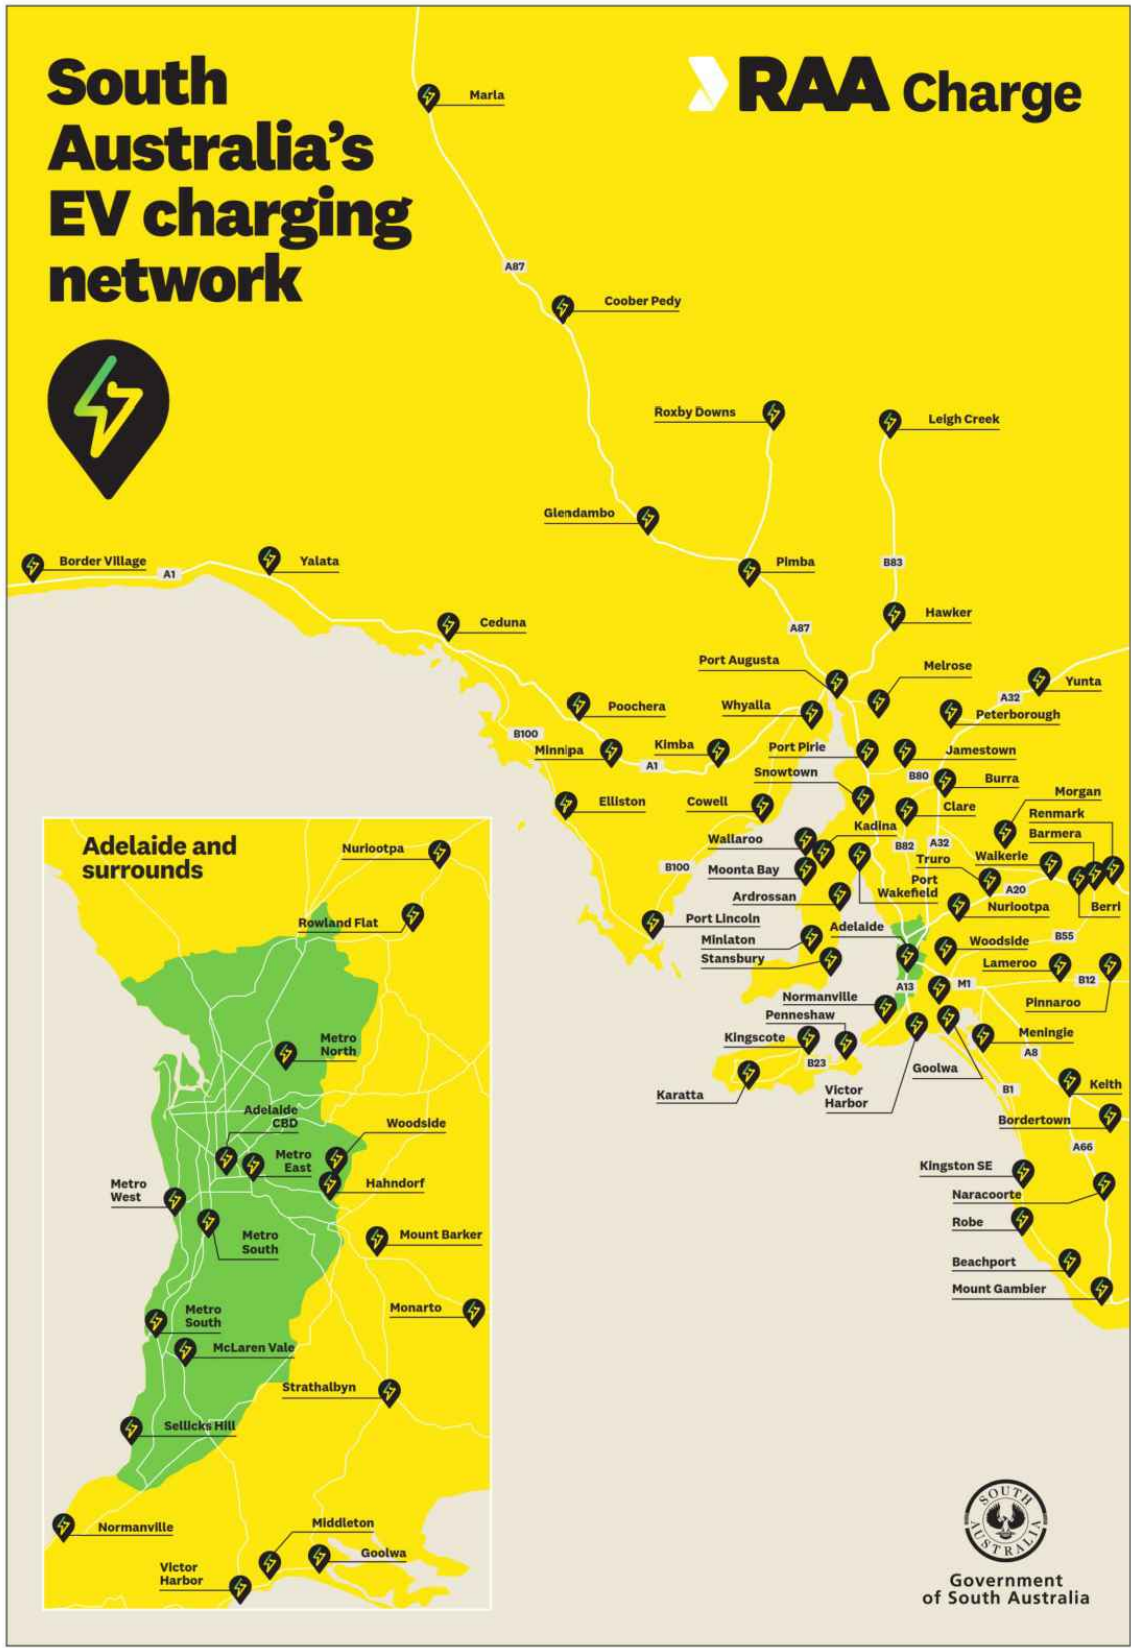 South
Australia's
EV charging
network
RAA Charge
Marla
A87
Coober Pedy
Roxby Downs
Leigh Creek
Glendambo
Border Village
A1
Yalata
Pimba
B83
Ceduna
Hawker
A87
Port Augusta
Melrose
Yunta
A32
Poochera
Whyalla
Peterborough
B100
Minnipa
Kimba
Port Pirie
Jamestown
A1
Snowtown
B80
Burra
Elliston
Cowell
Clare
Morgan
Renmark
Kadina
Barmera
Wallaroo
B82
A32
Truro
Waikerie
B100
Moonta Bay
Port
Wakefield
A20
Ardrossan
Nuriootpa
Berri
Port Lincoln
Adelaide
Minlaton
Woodside
B55
Stansbury
Lameroo
B12
A13
M1
Normanville
Pinnaroo
Penneshaw
Kingscote
Meningie
A8
B23
Goolwa
Karatta
Victor
Harbor
B1
Keith
Bordertown
A66
Kingston SE
Naracoorte
Robe
Beachport
Mount Gambier
Adelaide and
surrounds
Nuriootpa
Rowland Flat
Metro
North
Adelaide
CBD
Woodside
Metro
East
Metro
West
Hahndorf
Metro
South
Mount Barker
Monarto
Metro
South
McLaren Vale
Strathalbyn
Sellicks Hill
Normanville
Middleton
Goolwa
Victor
Harbor
SOUTH
AUSTRALIA
Government
of South Australia